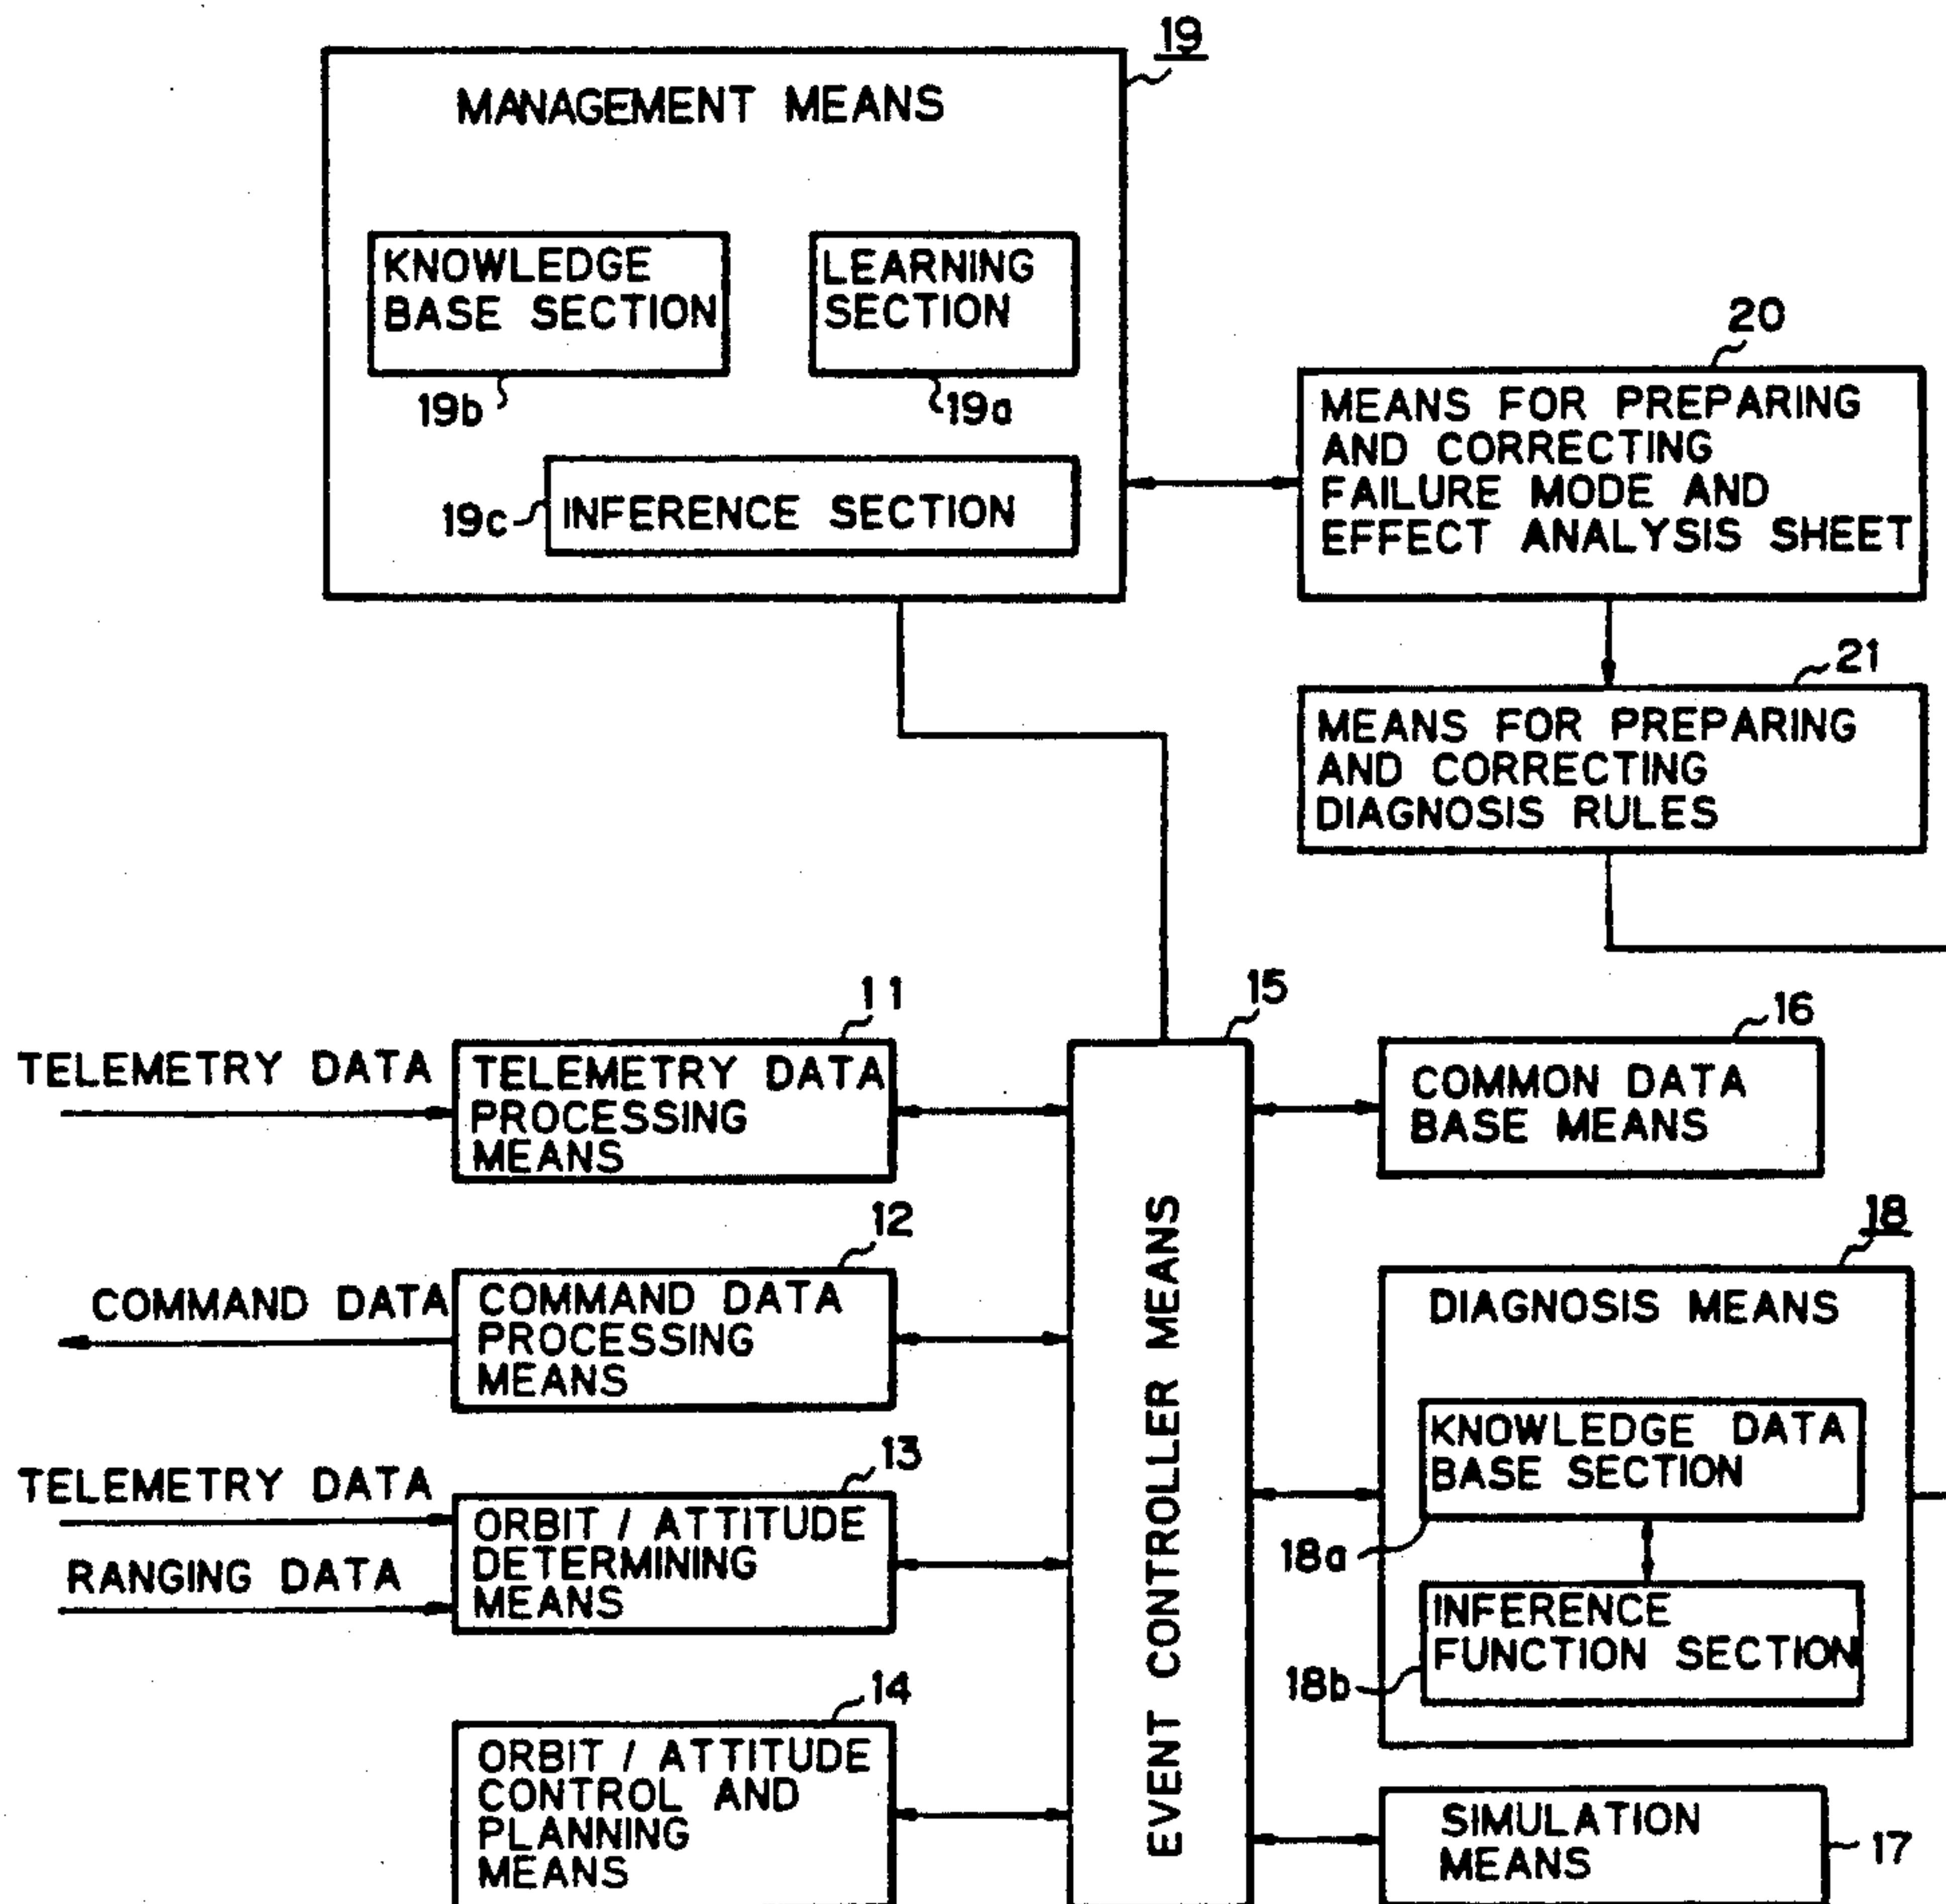 19
MANAGEMENT MEANS
KNOWLEDGE
BASE SECTION
LEARNING
SECTION
19b
19a
19c
INFERENCE SECTION
20
MEANS FOR PREPARING
AND CORRECTING
FAILURE MODE AND
EFFECT ANALYSIS SHEET
21
MEANS FOR PREPARING
AND CORRECTING
DIAGNOSIS RULES
11
TELEMETRY DATA
TELEMETRY DATA
PROCESSING
MEANS
12
COMMAND DATA
COMMAND DATA
PROCESSING
MEANS
13
TELEMETRY DATA
RANGING DATA
ORBIT / ATTITUDE
DETERMINING
MEANS
14
ORBIT / ATTITUDE
CONTROL AND
PLANNING
MEANS
15
EVENT CONTROLLER MEANS
16
COMMON DATA
BASE MEANS
18
DIAGNOSIS MEANS
KNOWLEDGE DATA
BASE SECTION
18a
INFERENCE
FUNCTION SECTION
18b
SIMULATION
MEANS
17